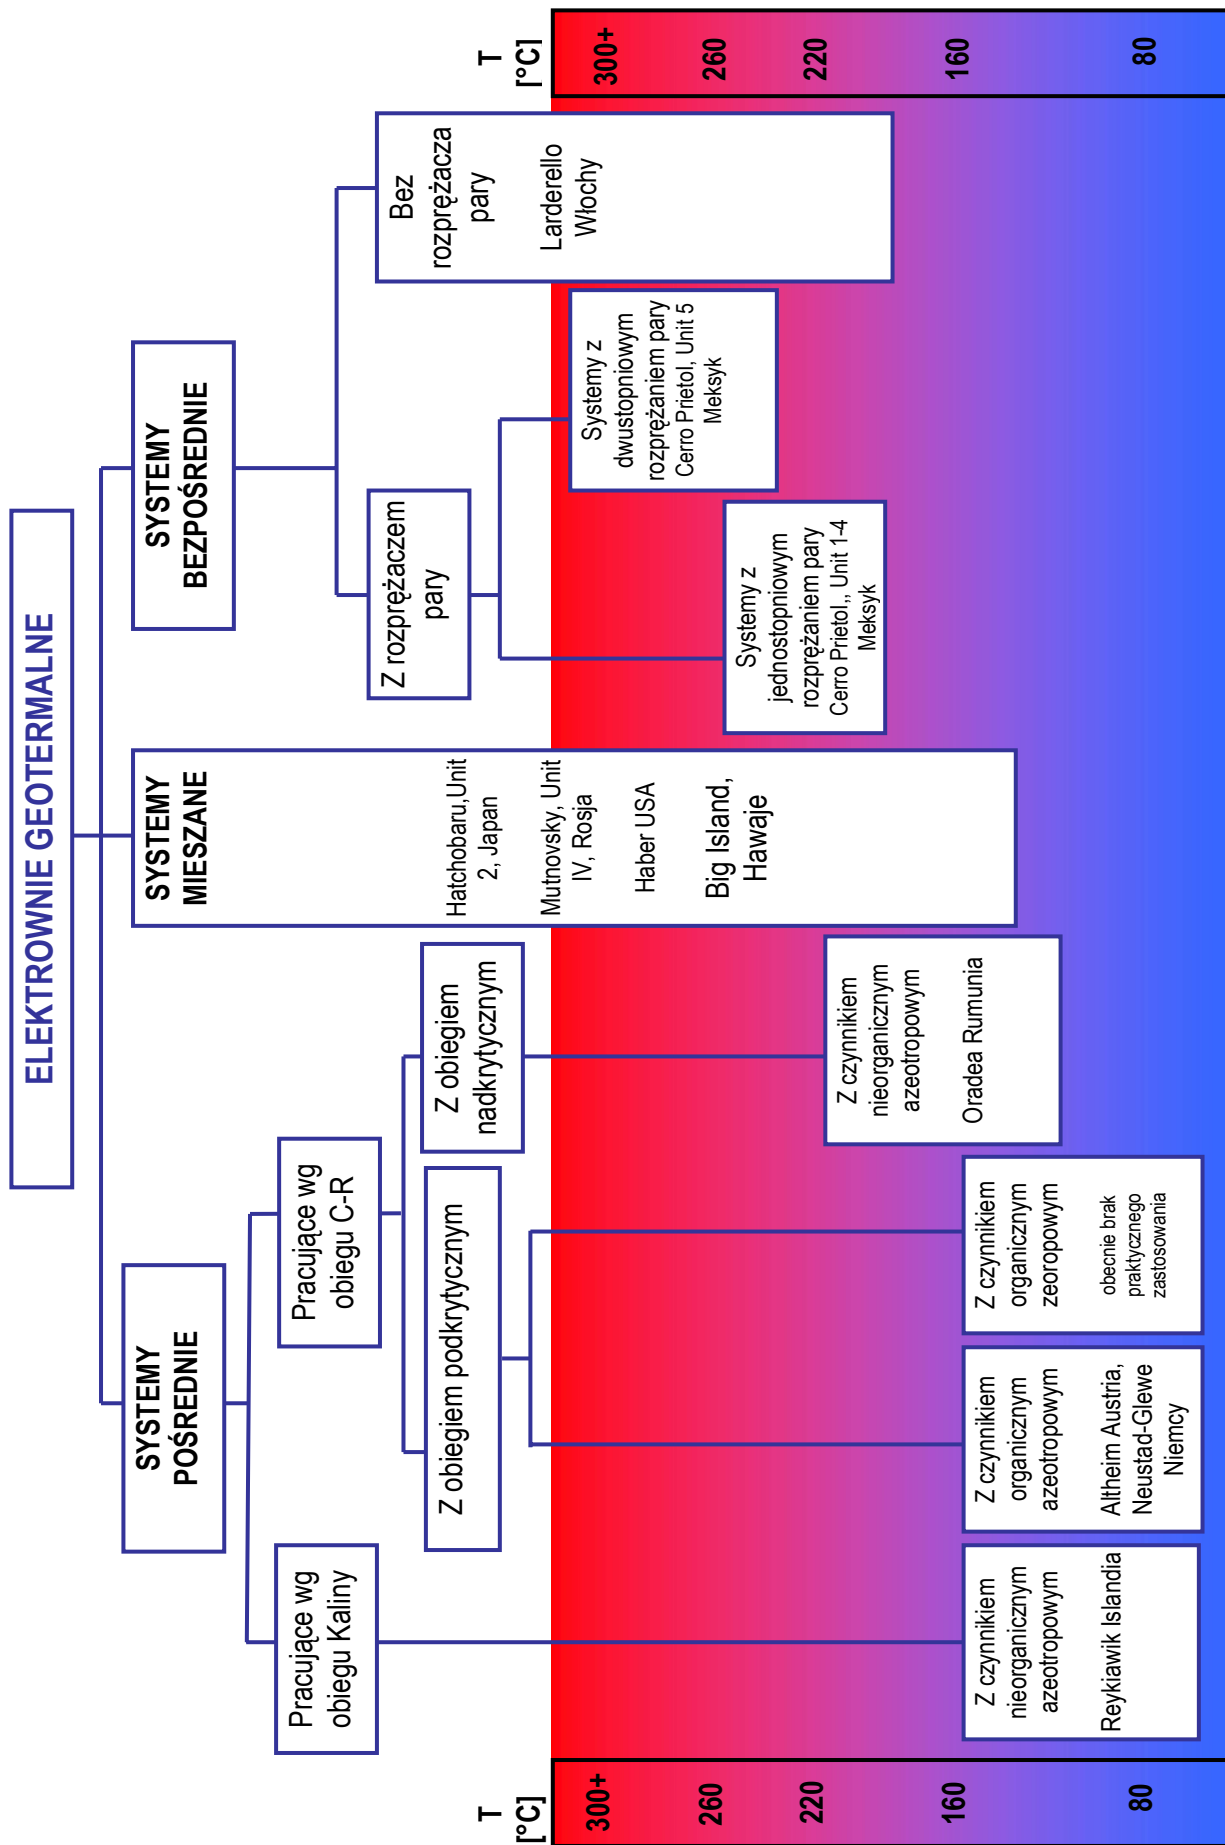 ELEKTROWNIE GEOTERMALNE
SYSTEMY
POŚREDNIE
SYSTEMY
MIESZANE
Hatchobaru,Unit
2, Japan
Mutnovsky, Unit
IV, Rosja
Haber USA
Big Island,
Hawaje
SYSTEMY
BEZPOŚREDNIE
Pracujące wg
obiegu Kaliny
Pracujące wg
obiegu C-R
Z obiegiem podkrytycznym
Z obiegiem
nadkrytycznym
Z rozprężaczem
pary
Bez
rozprężacza
pary
Larderello
Włochy
Z czynnikiem
nieorganicznym
azeotropowym
Reykiawik Islandia
Z czynnikiem
organicznym
azeotropowym
Altheim Austria,
Neustad-Glewe
Niemcy
Z czynnikiem
organicznym
zeoropowym
obecnie brak
praktycznego
zastosowania
Z czynnikiem
nieorganicznym
azeotropowym
Oradea Rumunia
Systemy z
jednostopniowym
rozprężaniem pary
Cerro Prietol,, Unit 1-4
Meksyk
Systemy z
dwustopniowym
rozprężaniem pary
Cerro Prietol, Unit 5
Meksyk
T
[°C]
300+
260
220
160
80
T
[°C]
300+
260
220
160
80